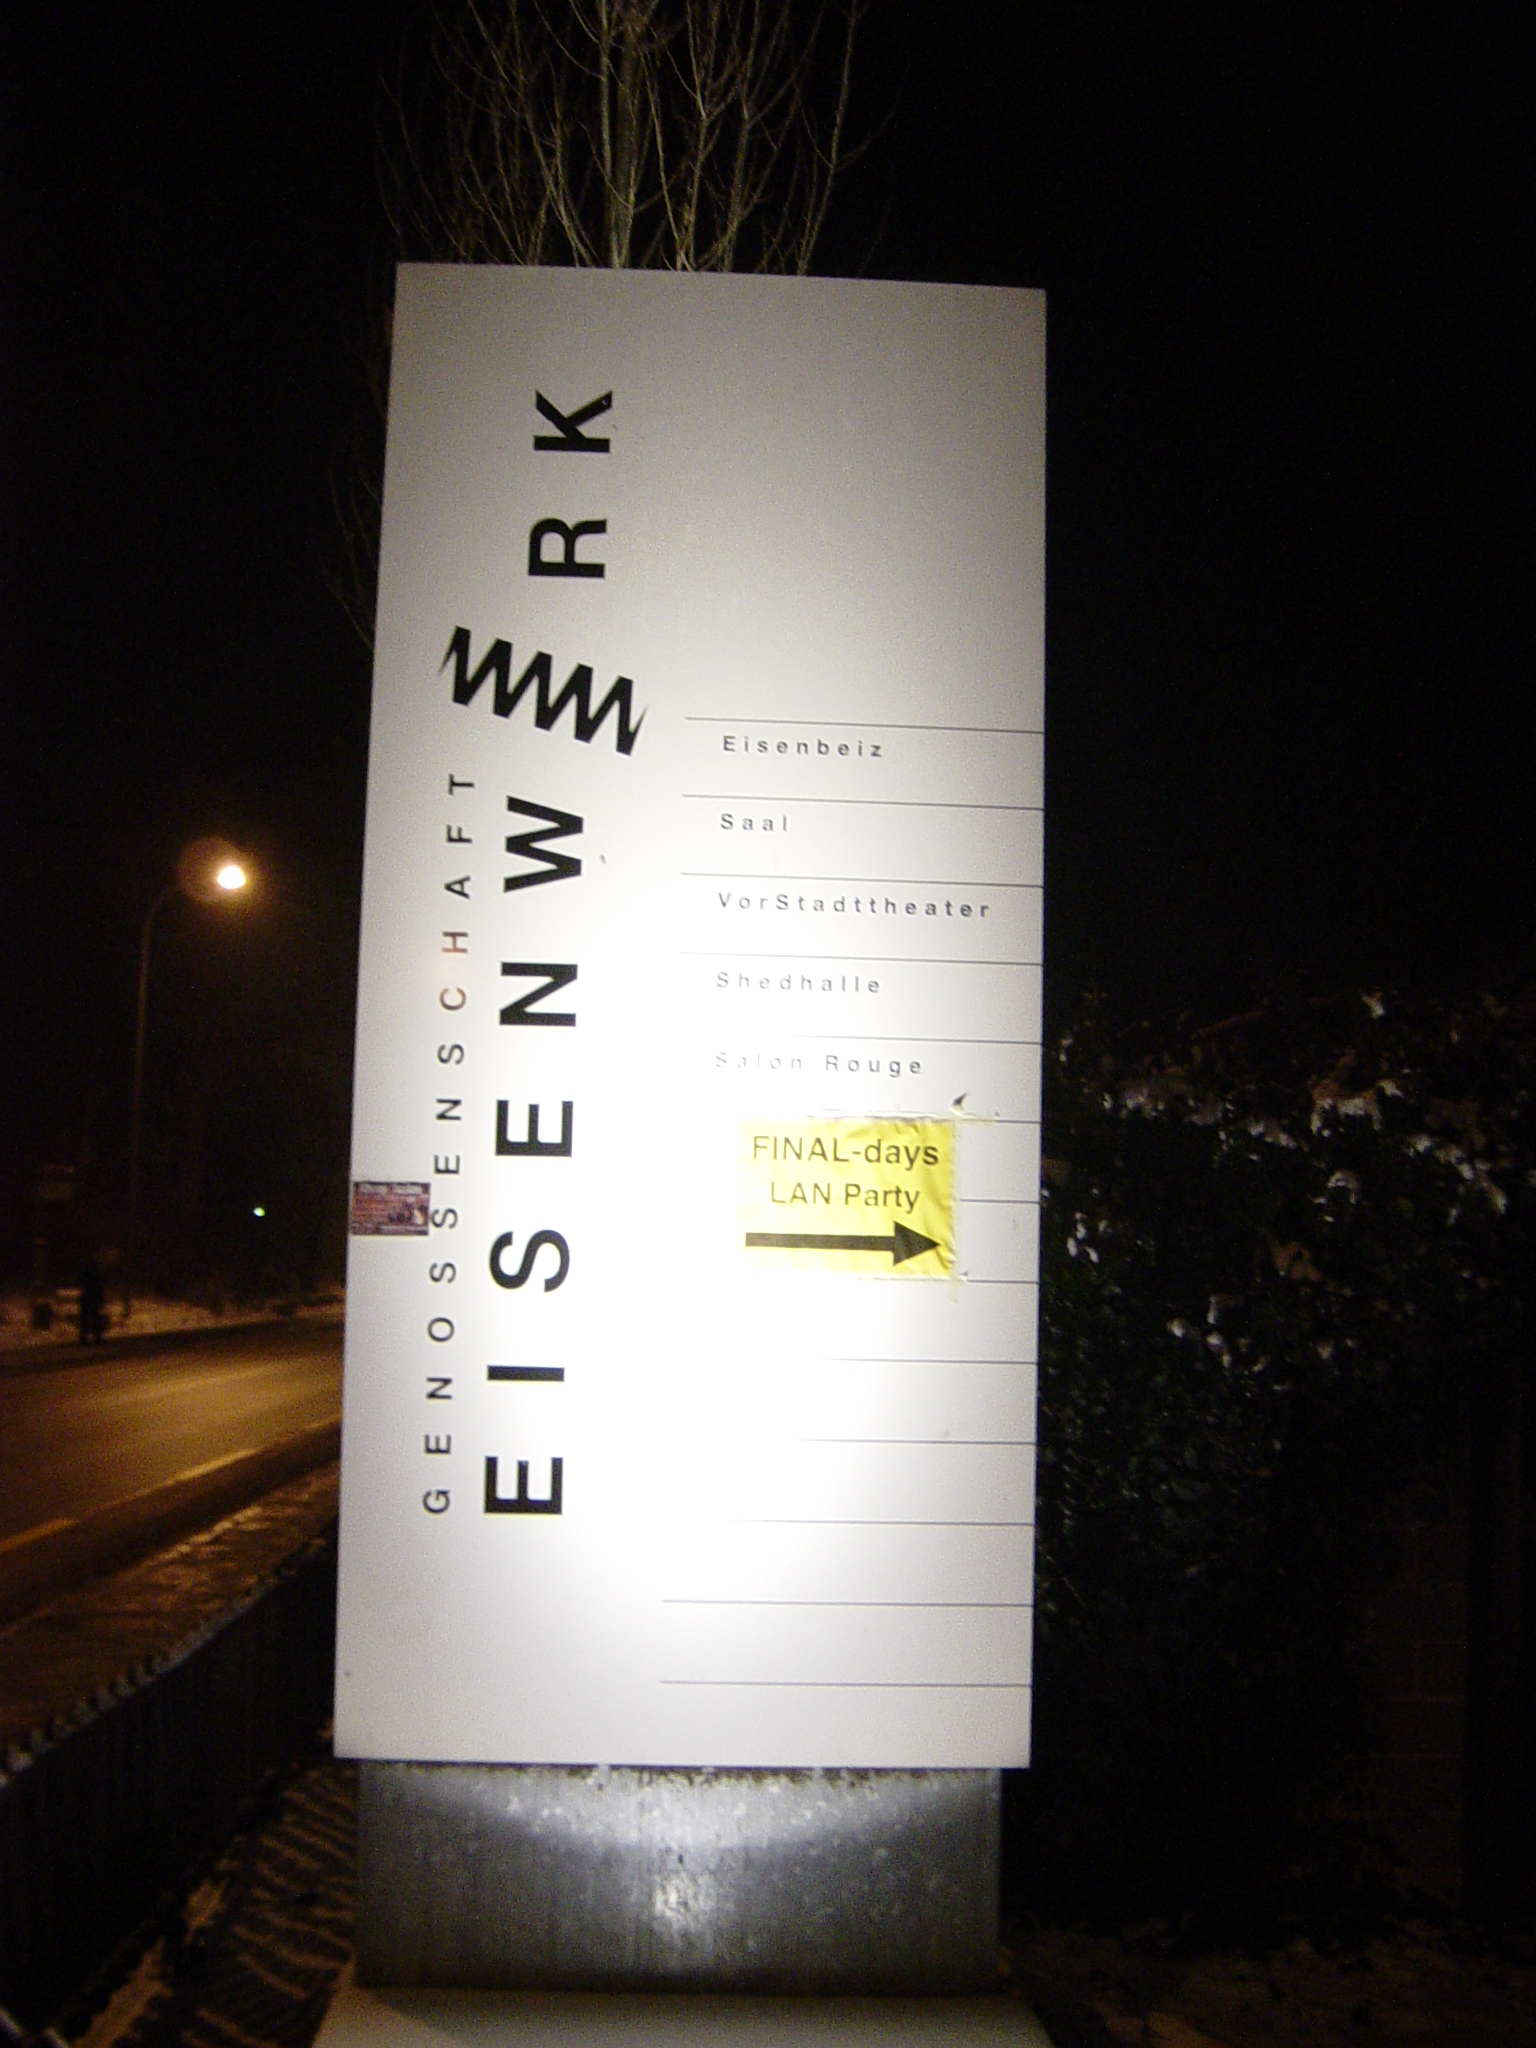 GENOSSENSCHAFT
EISENWERK
Eisenbeiz
Saal
VorStadttheater
Shedhalle
Salon Rouge
FINAL-days
LAN Party